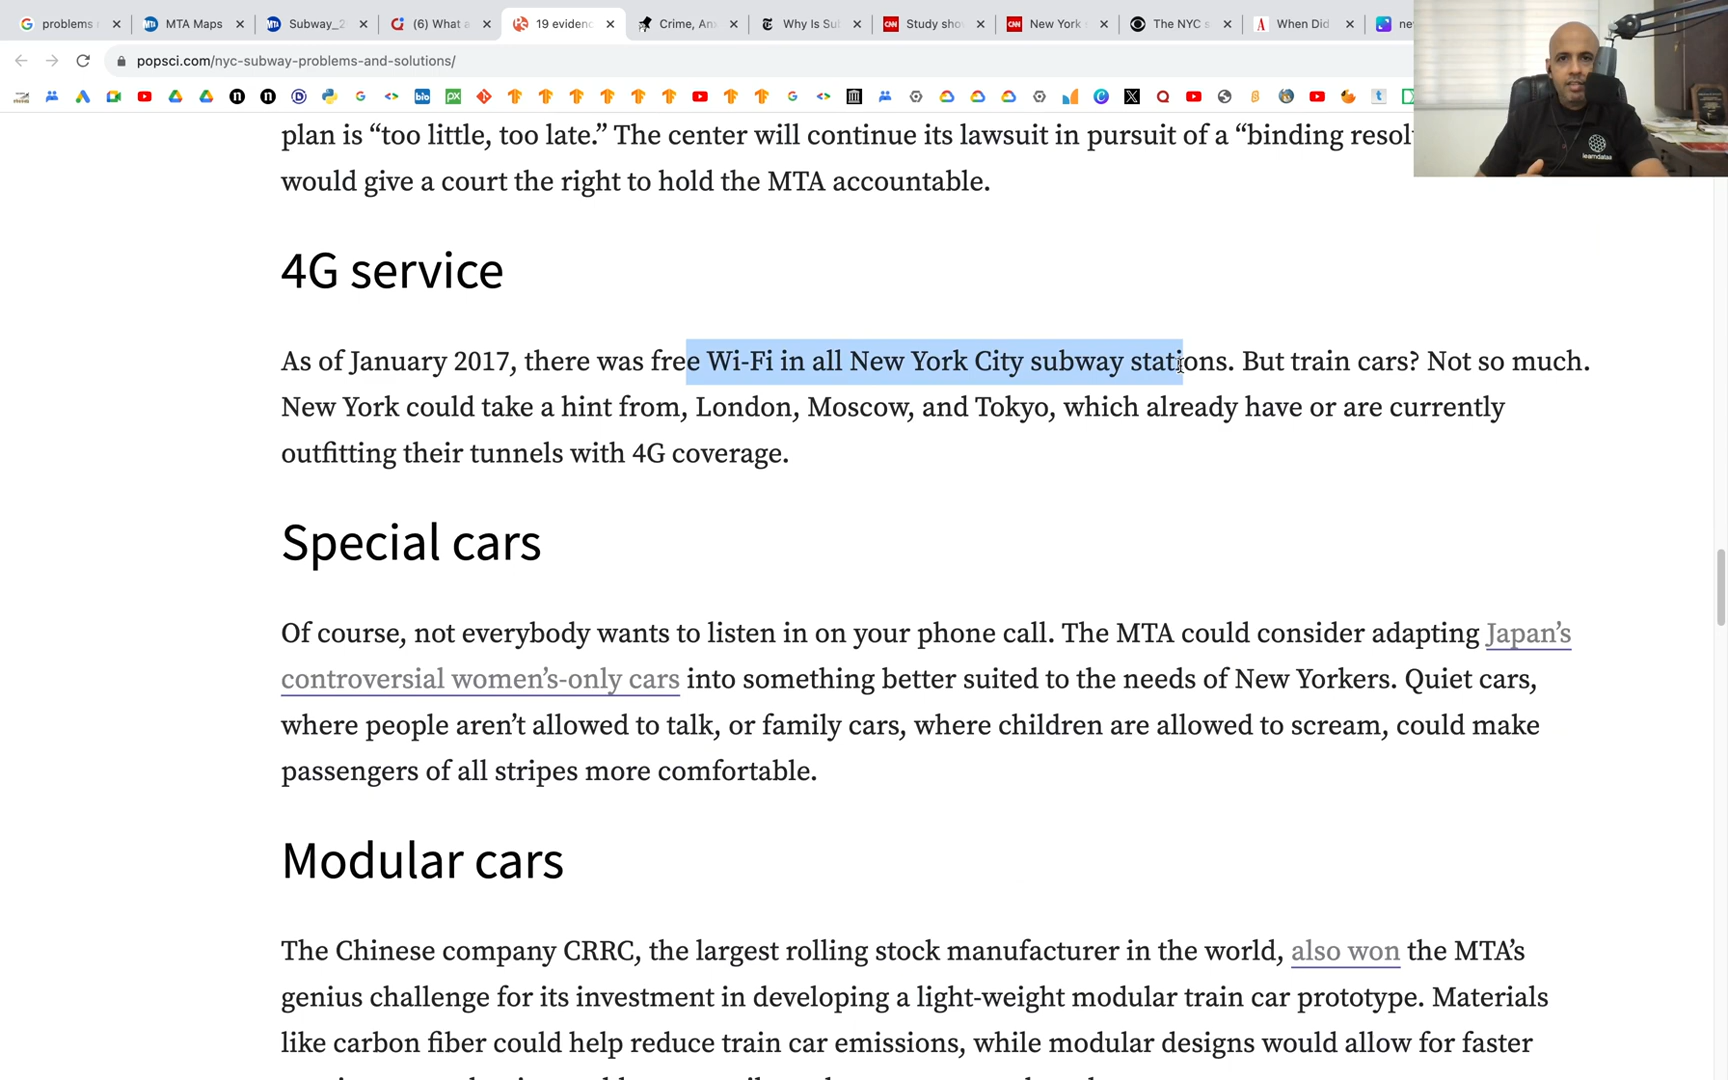 problems
MTA Maps
Subway_2
(6) What a
19 eviden
Crime, An
Why Is Su
Study sho
New York
The NYC s
When Did
ne
popsci.com/nyc-subway-problems-and-solutions/
plan is “too little, too late.” The center will continue its lawsuit in pursuit of a “binding resol
would give a court the right to hold the MTA accountable.
4G service
As of January 2017, there was free Wi-Fi in all New York City subway stations. But train cars? Not so much.
New York could take a hint from, London, Moscow, and Tokyo, which already have or are currently
outfitting their tunnels with 4G coverage.
Special cars
Of course, not everybody wants to listen in on your phone call. The MTA could consider adapting Japan’s
controversial women’s-only cars into something better suited to the needs of New Yorkers. Quiet cars,
where people aren’t allowed to talk, or family cars, where children are allowed to scream, could make
passengers of all stripes more comfortable.
Modular cars
The Chinese company CRRC, the largest rolling stock manufacturer in the world, also won the MTA’s
genius challenge for its investment in developing a light-weight modular train car prototype. Materials
like carbon fiber could help reduce train car emissions, while modular designs would allow for faster